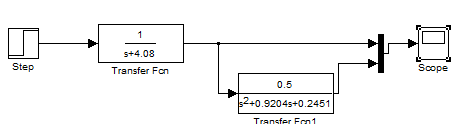 Step
1
s+4.08
Transfer Fcn
0.5
s²+0.9204s+0.2451
Transfer Fcn1
Scope